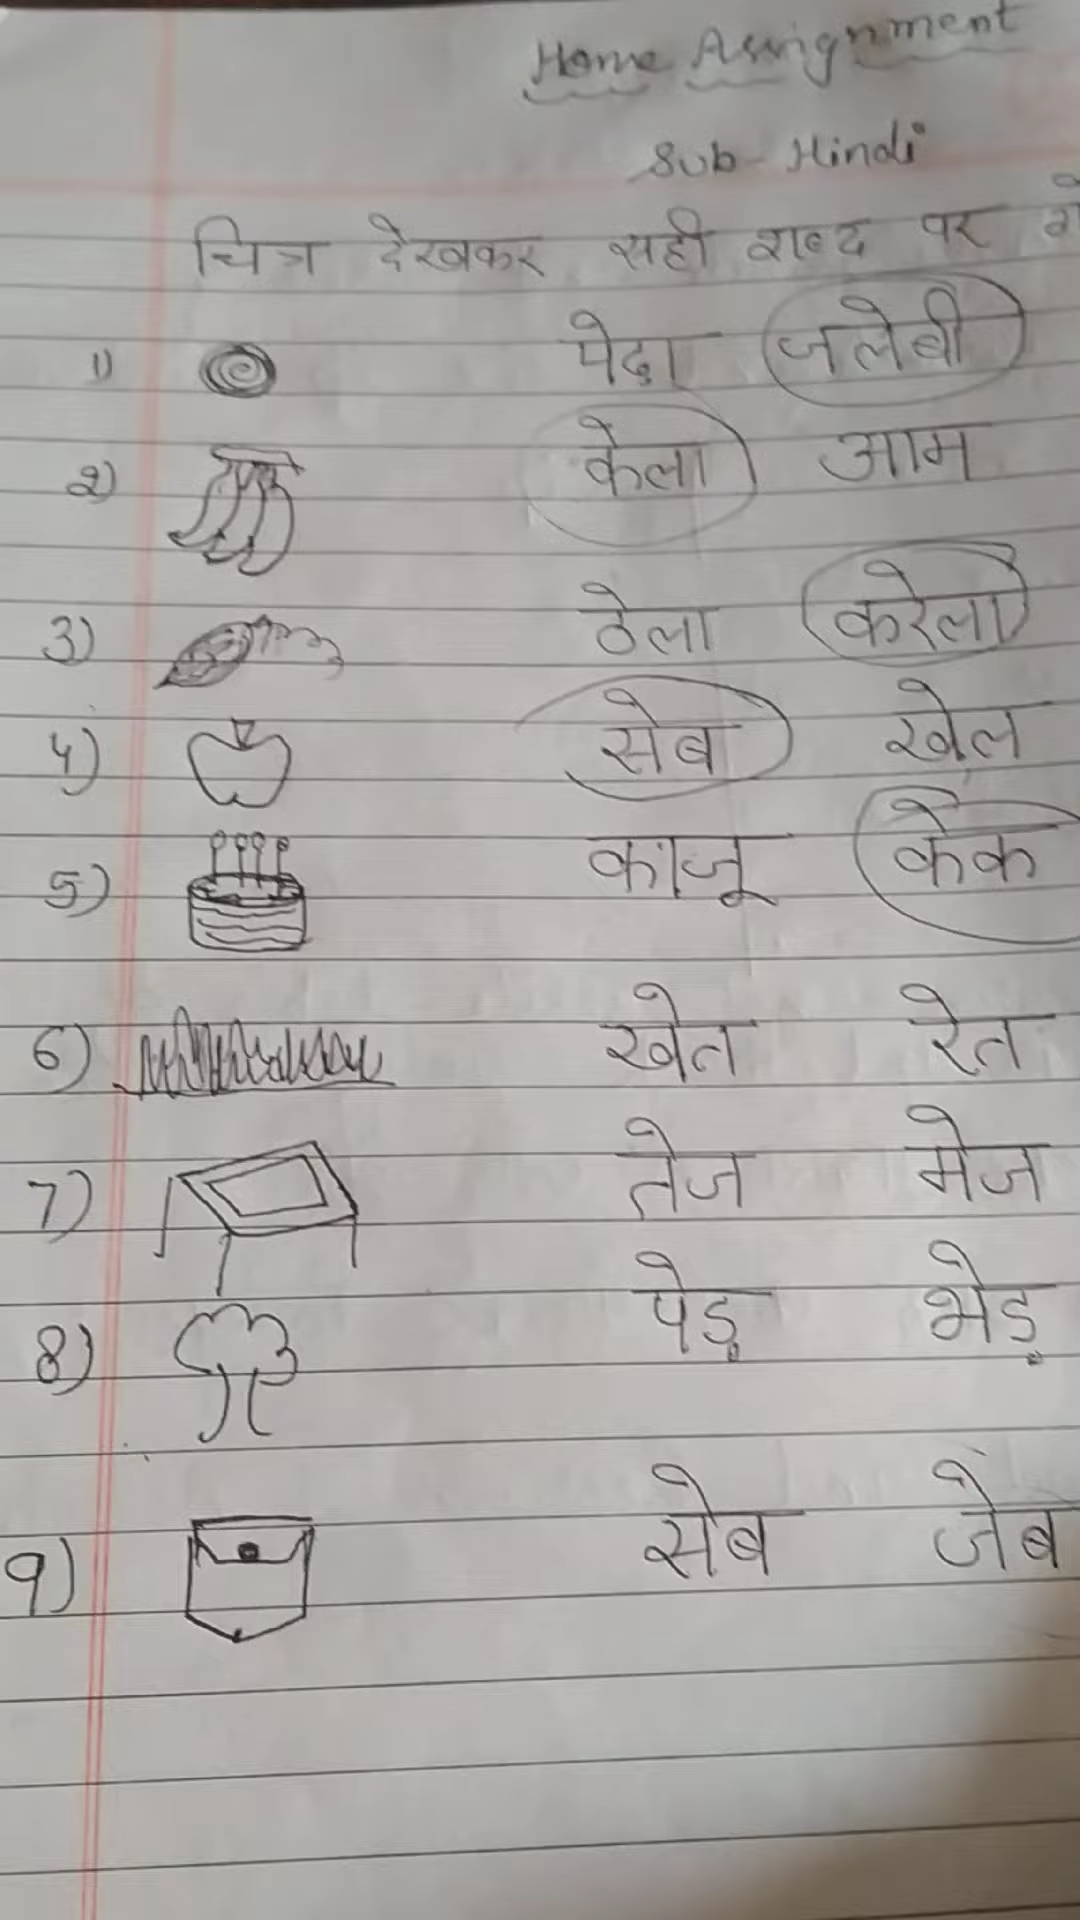 Home Assignment
Sub - Hindi
चित्र देखकर सही शब्द पर
1) पेढ़ा जलेबी
2) केला आम
3) ठेला करेला
4) सेब खेल
5) काजू केक
6) खेत रेत
7) तेज मेज
8) पेड़ भेड़
9) सेब जेब